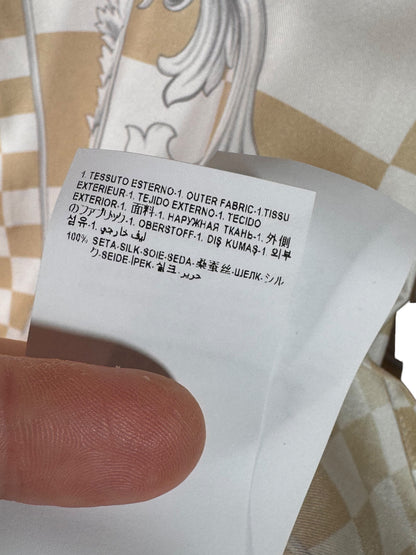 1. TESSUTO ESTERNO-1. OUTER FABRIC-1.TISSU
EXTERIEUR-1. TEJIDO EXTERNO-1. TECIDO
EXTERIOR-1. 面料-1. НАРУЖНАЯ ТКАНЬ-1. 外側
のファブリック-1. OBERSTOFF-1. DIŞ KUMAŞ-1. 외부
섬유-1. ليف خارجي
100% SETA-SILK-SOIE-SEDA-桑蚕丝-ШЕЛК-シル
ク-SEIDE-İPEK-실크-حرير